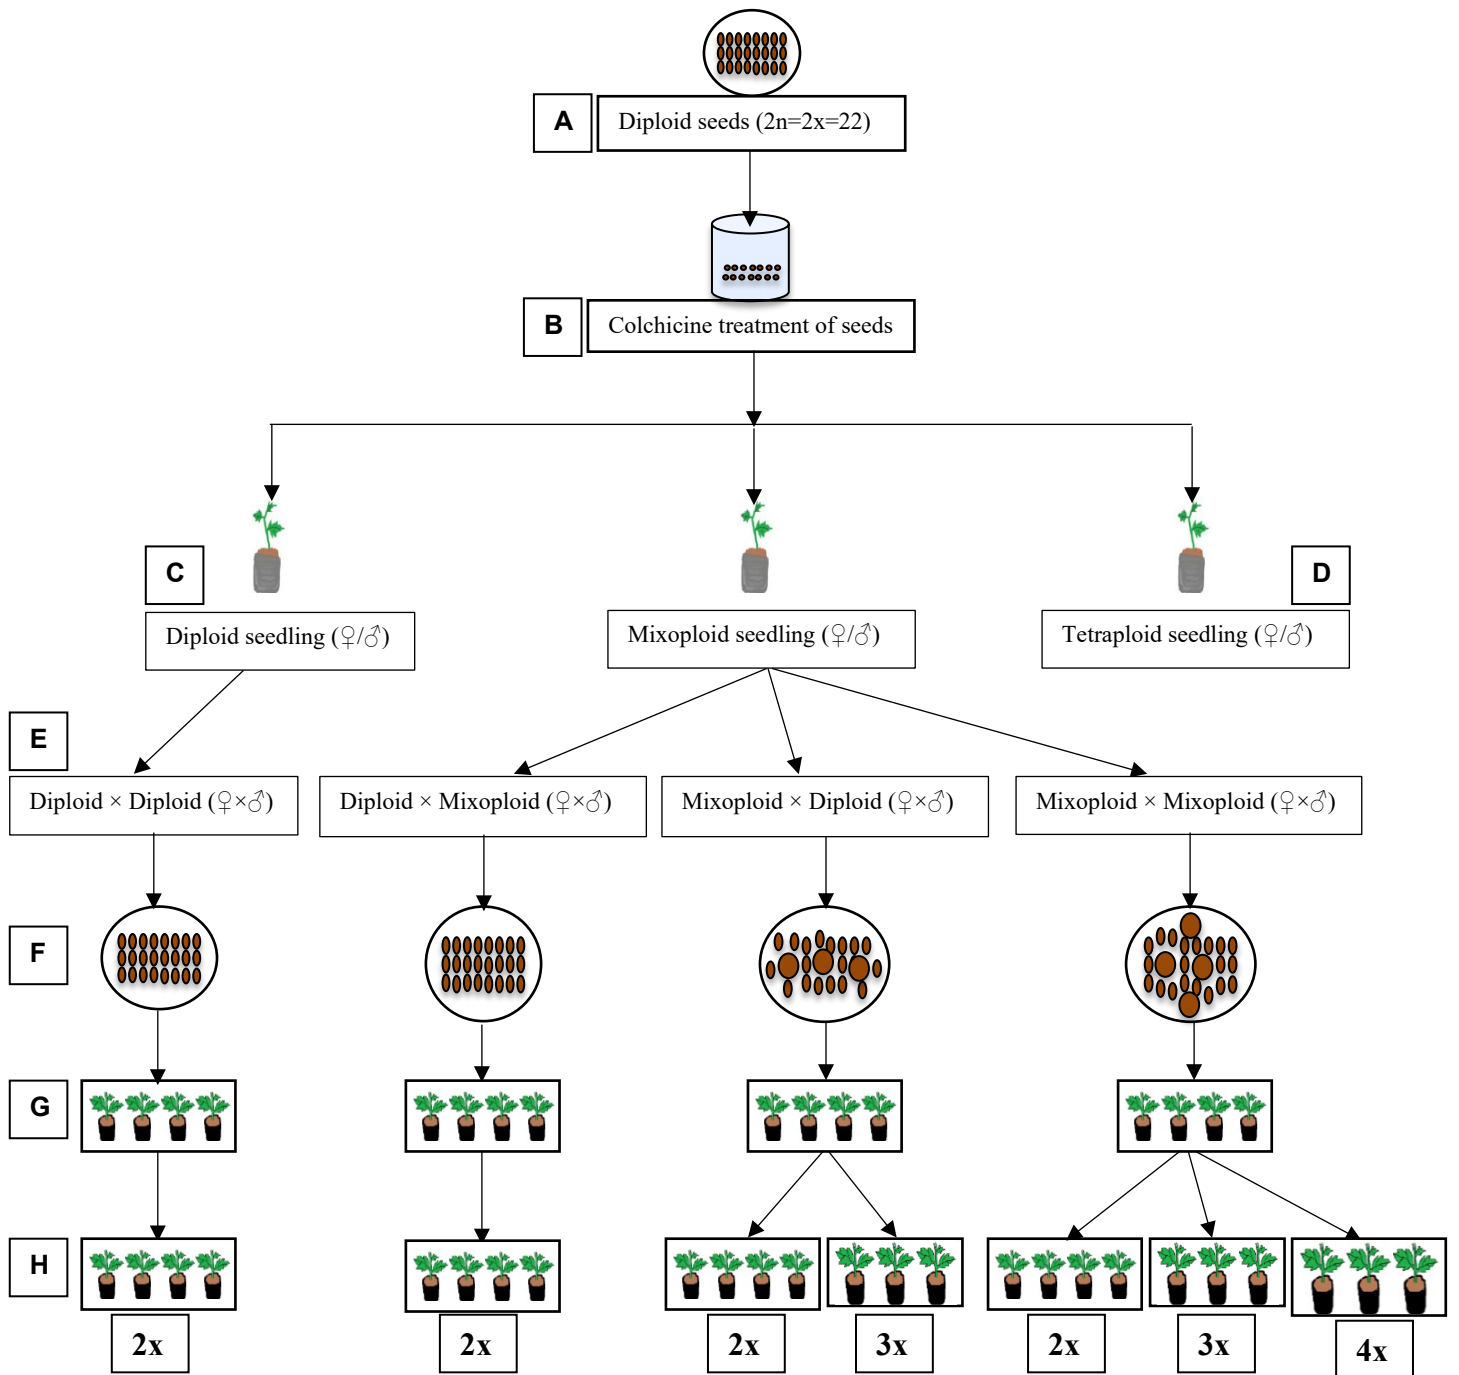 A
Diploid seeds (2n=2x=22)
B
Colchicine treatment of seeds
C
D
Diploid seedling (♀/♂)
Mixoploid seedling (♀/♂)
Tetraploid seedling (♀/♂)
E
Diploid × Diploid (♀×♂)
Diploid × Mixoploid (♀×♂)
Mixoploid × Diploid (♀×♂)
Mixoploid × Mixoploid (♀×♂)
F
G
H
2x
2x
2x
3x
2x
3x
4x